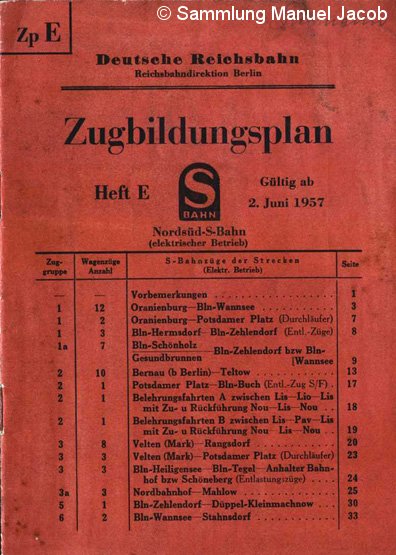 © Sammlung Manuel Jacob
Zp E
Deutsche Reichsbahn
Reichsbahndirektion Berlin
Zugbildungsplan
Heft E
S
BAHN
Gültig ab
2. Juni 1957
Nordsüd-S-Bahn
(elektrischer Betrieb)
Zug-gruppe Wagenzüge Anzahl S-Bahnzüge der Strecken (Elektr. Betrieb) Seite
— — Vorbemerkungen . . . . . . . . . . . . . . . 1
1 12 Oranienburg—Bln-Wannsee . . . . . . . . . 3
1 2 Oranienburg—Potsdamer Platz (Durchläufer) 7
1 3 Bln-Hermsdorf—Bln-Zehlendorf (Entl.-Züge) 8
1a 7 Bln-Schönholz
Gesundbrunnen —Bln-Zehlendorf bzw Bln-
[Wannsee 9
2 10 Bernau (b Berlin)—Teltow . . . . . . . . . 13
2 1 Potsdamer Platz—Bln-Buch (Entl.-Zug S/F) . 17
2 1 Belehrungsfahrten A zwischen Lis—Lio—Lis
mit Zu- u Rückführung Nou—Lis—Nou . . 18
2 1 Belehrungsfahrten B zwischen Lis—Pav—Lis
mit Zu- u Rückführung Nou—Lis—Nou . . 19
3 8 Velten (Mark)—Rangsdorf . . . . . . . . . 20
3 3 Velten (Mark)—Potsdamer Platz (Durchläufer) 23
3 3 Bln-Heiligensee—Bln-Tegel—Anhalter Bahn-
hof bzw Schöneberg (Entlastungszüge) . . . . 24
3a 3 Nordbahnhof—Mahlow . . . . . . . . . . . 25
5 1 Bln-Zehlendorf—Düppel-Kleinmachnow . . . 30
6 2 Bln-Wannsee—Stahnsdorf . . . . . . . . . 33